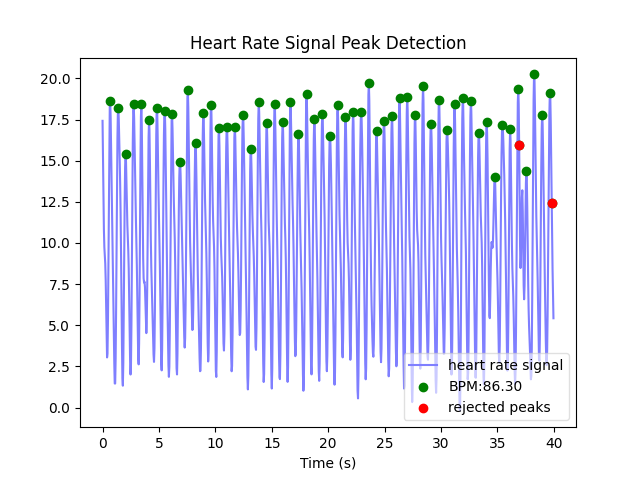 Heart Rate Signal Peak Detection
20.0
17.5
15.0
12.5
10.0
7.5
5.0
2.5
0.0
heart rate signal
BPM:86.30
rejected peaks
0 5 10 15 20 25 30 35 40
Time (s)